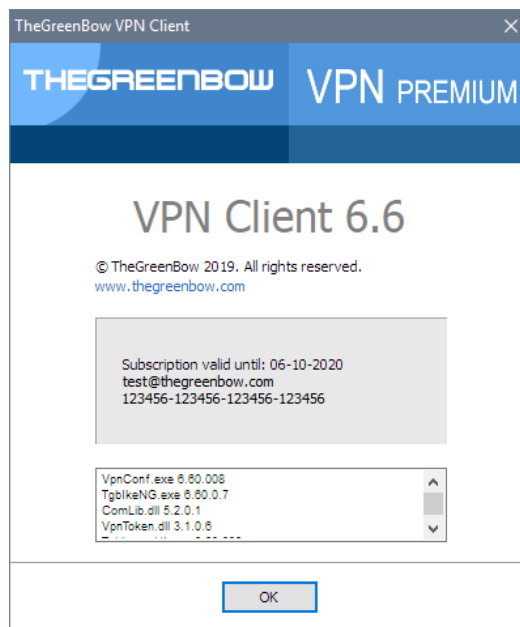 TheGreenBow VPN Client
THEGREENBOW
VPN PREMIUM
VPN Client 6.6
© TheGreenBow 2019. All rights reserved.
www.thegreenbow.com
Subscription valid until: 06-10-2020
test@thegreenbow.com
123456-123456-123456-123456
VpnConf.exe 6.60.008
TgbIkeNG.exe 6.60.0.7
ComLib.dll 5.2.0.1
VpnToken.dll 3.1.0.6
OK